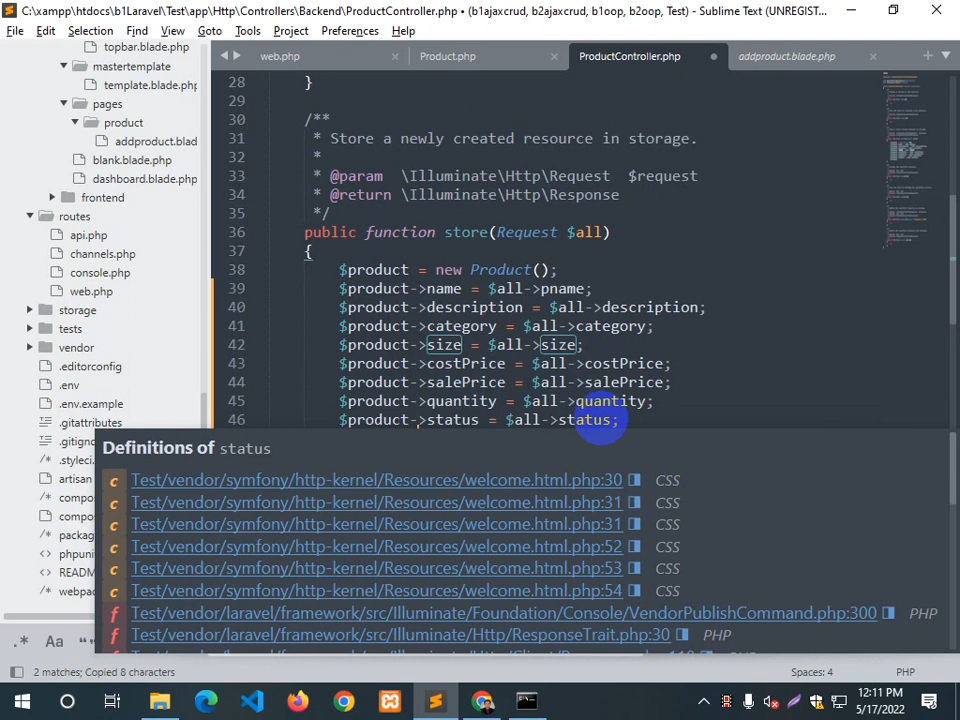 C:\xampp\htdocs\b1Laravel\Test\app\Http\Controllers\Backend\ProductController.php • (b1ajaxcrud, b2ajaxcrud, b1oop, b2oop, Test) - Sublime Text (UNREGIST...
File Edit Selection Find View Goto Tools Project Preferences Help
topbar.blade.php
mastertemplate
template.blade.php
pages
product
addproduct.blad
blank.blade.php
dashboard.blade.php
frontend
routes
api.php
channels.php
console.php
web.php
storage
tests
vendor
.editorconfig
.env
.env.example
.gitattributes
.gitign
.styleci
artisan
compo
compo
packag
phpuni
READM
webpac
web.php Product.php ProductController.php addproduct.blade.php
28 }
29
30 /**
31 * Store a newly created resource in storage.
32 *
33 * @param \Illuminate\Http\Request $request
34 * @return \Illuminate\Http\Response
35 */
36 public function store(Request $all)
37 {
38 $product = new Product();
39 $product->name = $all->pname;
40 $product->description = $all->description;
41 $product->category = $all->category;
42 $product->size = $all->size;
43 $product->costPrice = $all->costPrice;
44 $product->salePrice = $all->salePrice;
45 $product->quantity = $all->quantity;
46 $product->status = $all->status;
Definitions of status
c Test/vendor/symfony/http-kernel/Resources/welcome.html.php:30 CSS
c Test/vendor/symfony/http-kernel/Resources/welcome.html.php:31 CSS
c Test/vendor/symfony/http-kernel/Resources/welcome.html.php:31 CSS
c Test/vendor/symfony/http-kernel/Resources/welcome.html.php:52 CSS
c Test/vendor/symfony/http-kernel/Resources/welcome.html.php:53 CSS
c Test/vendor/symfony/http-kernel/Resources/welcome.html.php:54 CSS
f Test/vendor/laravel/framework/src/Illuminate/Foundation/Console/VendorPublishCommand.php:300 PHP
f Test/vendor/laravel/framework/src/Illuminate/Http/ResponseTrait.php:30 PHP
.* Aa “”
2 matches; Copied 8 characters Spaces: 4 PHP
12:11 PM
5/17/2022